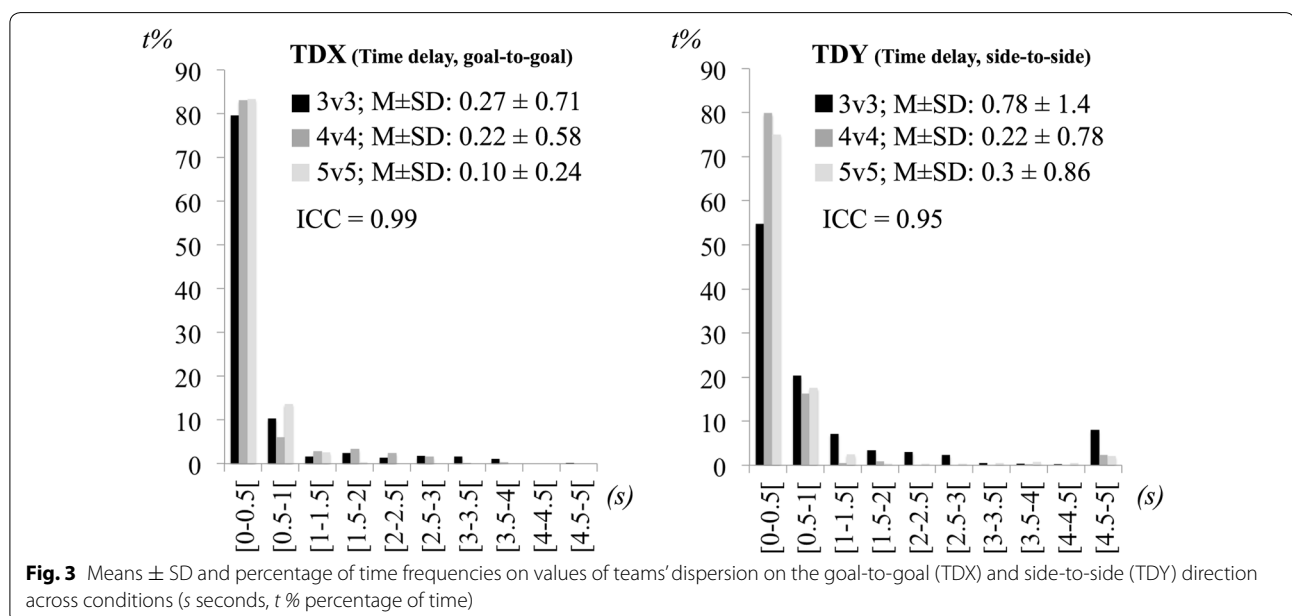 t%
TDX (Time delay, goal-to-goal)
90
80
70
60
50
40
30
20
10
0
3v3; M±SD: 0.27 ± 0.71
4v4; M±SD: 0.22 ± 0.58
5v5; M±SD: 0.10 ± 0.24
ICC = 0.99
[0-0.5[
[0.5-1[
[1-1.5[
[1.5-2[
[2-2.5[
[2.5-3[
[3-3.5[
[3.5-4[
[4-4.5[
[4.5-5[
(s)
t%
TDY (Time delay, side-to-side)
90
80
70
60
50
40
30
20
10
0
3v3; M±SD: 0.78 ± 1.4
4v4; M±SD: 0.22 ± 0.78
5v5; M±SD: 0.3 ± 0.86
ICC = 0.95
[0-0.5[
[0.5-1[
[1-1.5[
[1.5-2[
[2-2.5[
[2.5-3[
[3-3.5[
[3.5-4[
[4-4.5[
[4.5-5[
(s)
Fig. 3 Means ± SD and percentage of time frequencies on values of teams' dispersion on the goal-to-goal (TDX) and side-to-side (TDY) direction
across conditions (s seconds, t % percentage of time)